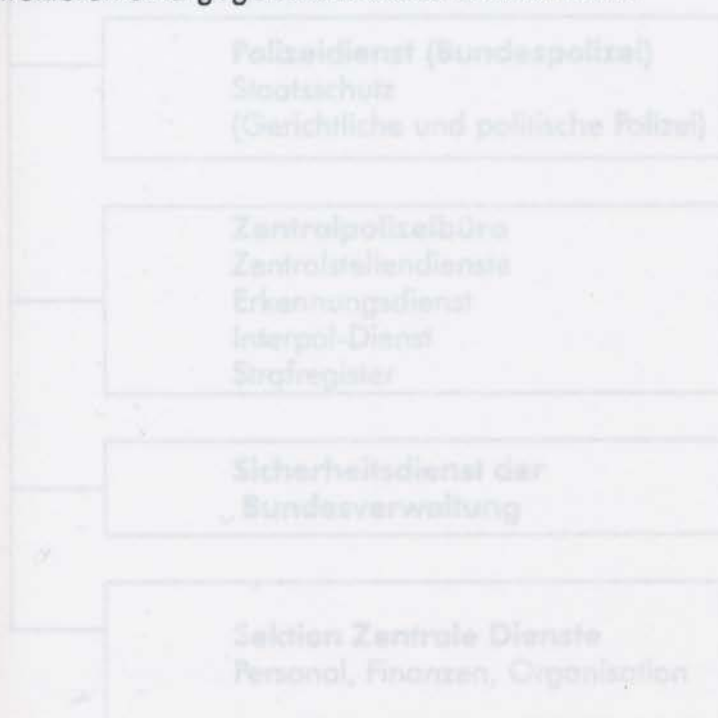 Polizeidienst (Bundespolizei)
Staatsschutz
(Gerichtliche und politische Polizei)
Zentralpolizeibüro
Zentralstellendienste
Erkennungsdienst
Interpol-Dienst
Strafregister
Sicherheitsdienst der
Bundesverwaltung
Sektion Zentrale Dienste
Personal, Finanzen, Organisation